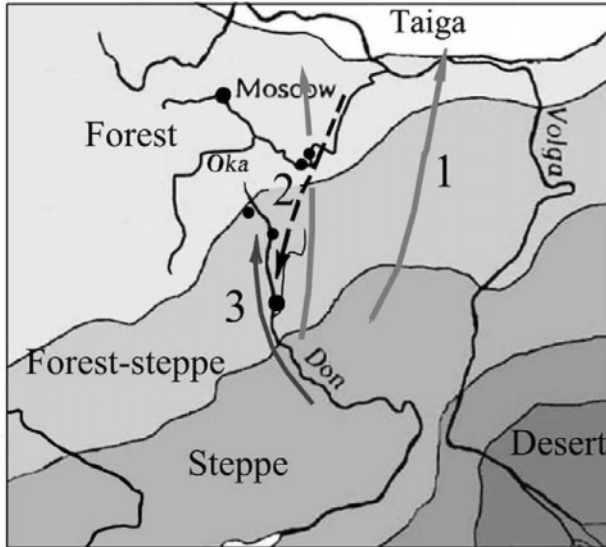 Taiga
Moscow
Forest
Oka
Volga
1
2
3
Don
Forest-steppe
Steppe
Desert